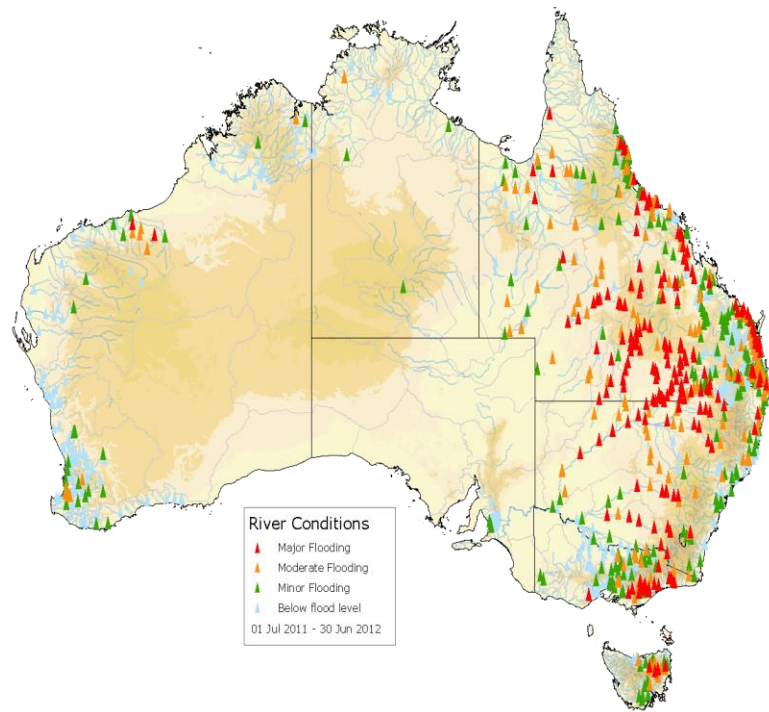 River Conditions
Major Flooding
Moderate Flooding
Minor Flooding
Below flood level
01 Jul 2011 - 30 Jun 2012